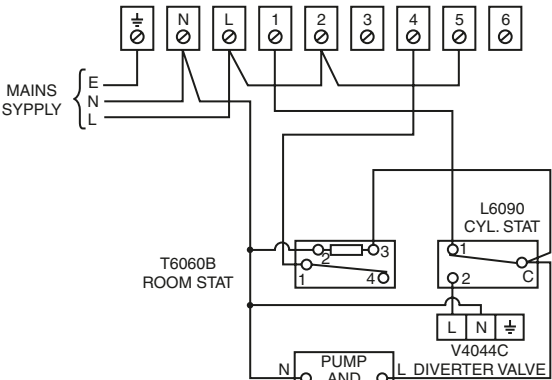 N L 1 2 3 4 5 6
MAINS
SYPPLY
E
N
L
L6090
CYL. STAT
T6060B
ROOM STAT
2
3
1
4
1
C
2
L N
V4044C
DIVERTER VALVE
N
PUMP
AND
L